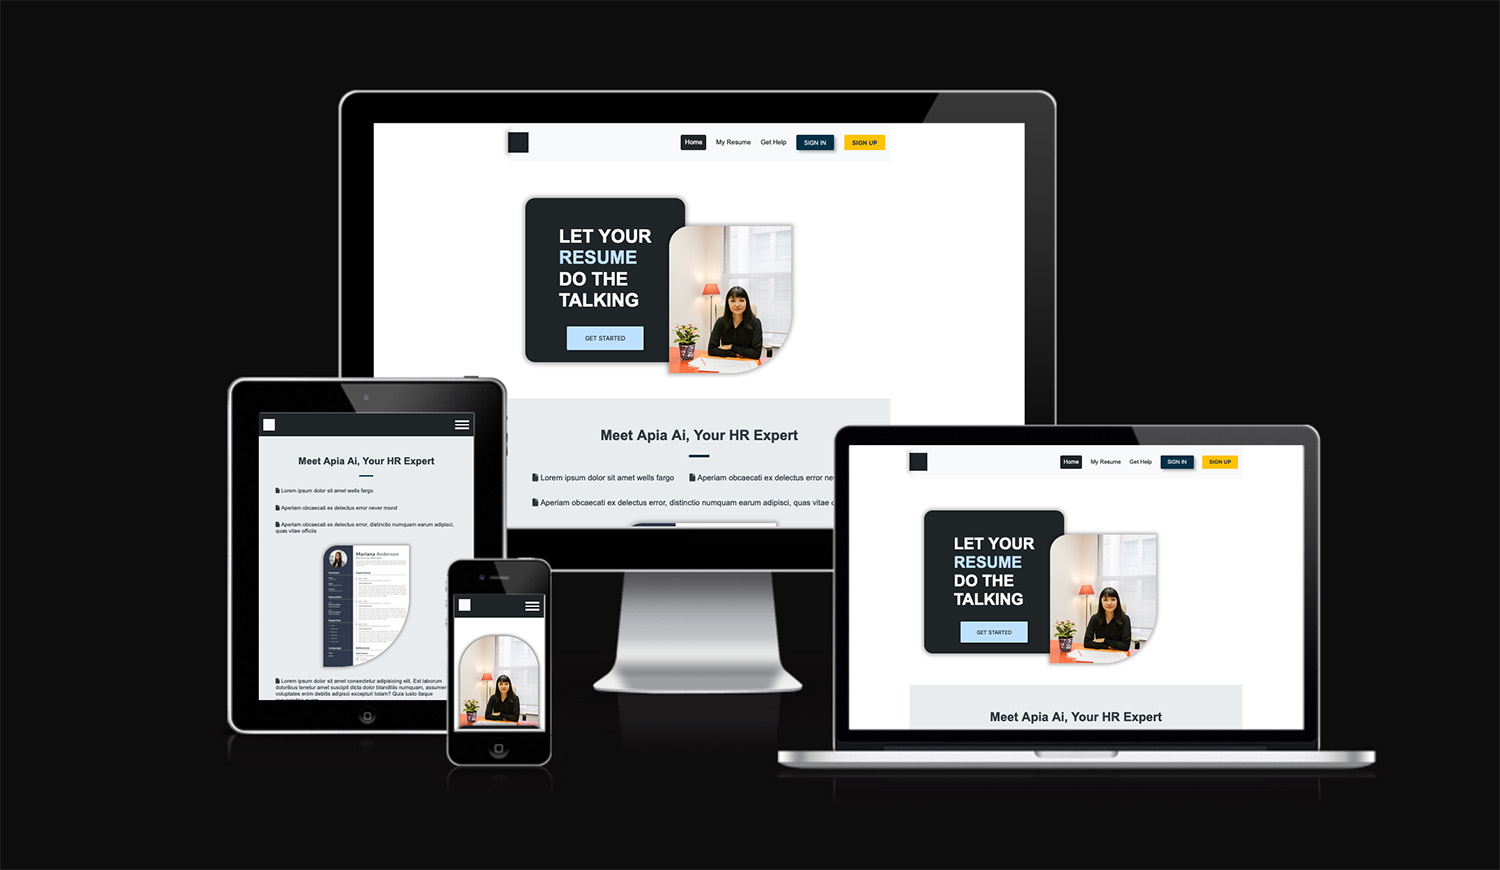 Home My Resume Get Help SIGN IN SIGN UP
LET YOUR
RESUME
DO THE
TALKING
GET STARTED
Meet Apia Ai, Your HR Expert
Lorem ipsum dolor sit amet wells fargo
Aperiam obcaecati ex delectus error ne
Aperiam obcaecati ex delectus error, distinctio numquam earum adipisci, quas vitae o
Meet Apia Ai, Your HR Expert
Lorem ipsum dolor sit amet wells fargo
Aperiam obcaecati ex delectus error never mond
Aperiam obcaecati ex delectus error, distinctio numquam earum adipisci,
quas vitae officiis
Mariana Anderson
Experience
Education
Expertise
Language
Reference
Lorem ipsum dolor sit amet consectetur adipisicing elit. Est laborum
doloribus tenetur amet suscipit dicta dolor blanditiis numquam, assumen
voluptates enim debitis adipisci excepturi totam? Quia iusto itaque
Home My Resume Get Help SIGN IN SIGN UP
LET YOUR
RESUME
DO THE
TALKING
GET STARTED
Meet Apia Ai, Your HR Expert